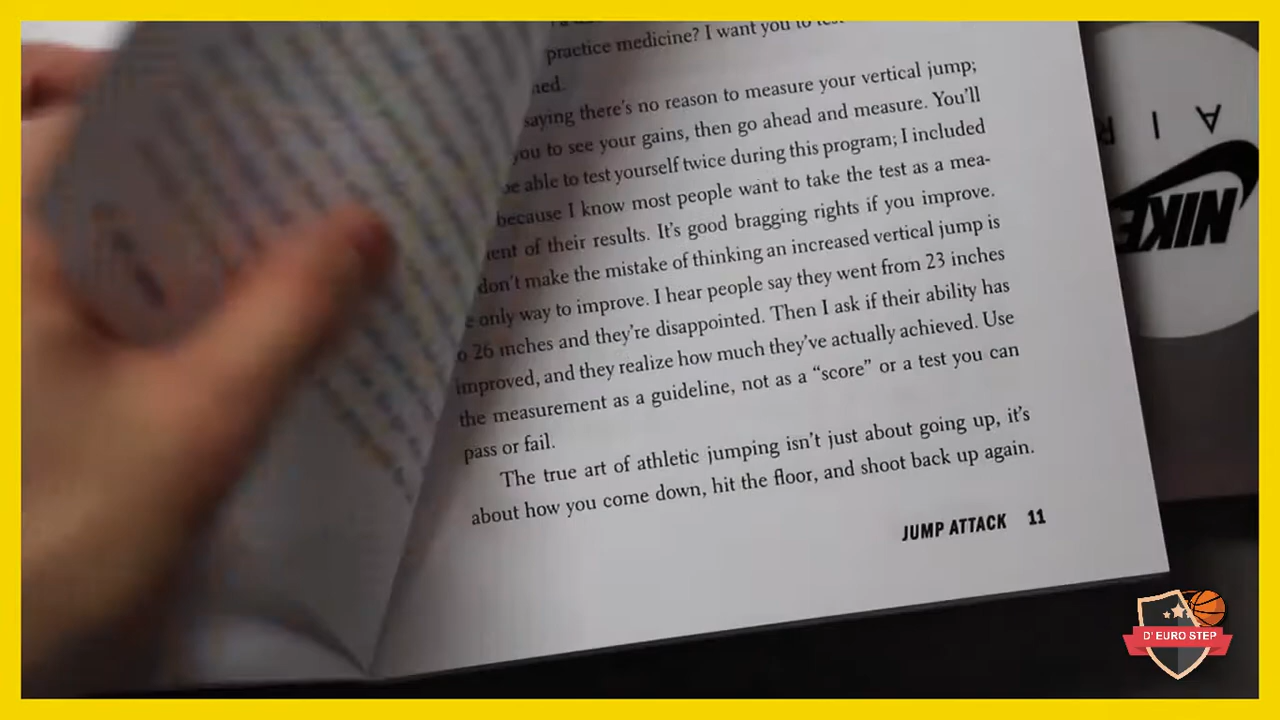 practice medicine? I want you to
saying there's no reason to measure your vertical jump;
you to see your gains, then go ahead and measure. You'll
be able to test yourself twice during this program; I included
because I know most people want to take the test as a mea-
of their results. It's good bragging rights if you improve.
don't make the mistake of thinking an increased vertical jump is
only way to improve. I hear people say they went from 23 inches
26 inches and they're disappointed. Then I ask if their ability has
improved, and they realize how much they've actually achieved. Use
the measurement as a guideline, not as a “score” or a test you can
pass or fail.
The true art of athletic jumping isn't just about going up, it's
about how you come down, hit the floor, and shoot back up again.
JUMP ATTACK 11
NIKE
AIR
D' EURO STEP